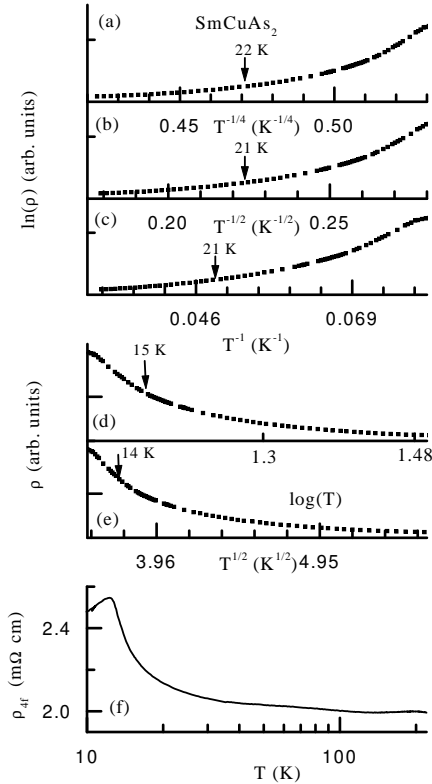 (a)
SmCuAs2
22 K
(b)
0.45 T-1/4 (K-1/4) 0.50
21 K
(c)
0.20 T-1/2 (K-1/2) 0.25
21 K
ln(ρ) (arb. units)
0.046 0.069
T-1 (K-1)
15 K
(d)
1.3 1.48
14 K
log(T)
(e)
ρ (arb. units)
3.96 T1/2 (K1/2) 4.95
2.4
2.0
ρ4f (mΩ cm)
(f)
10 100
T (K)